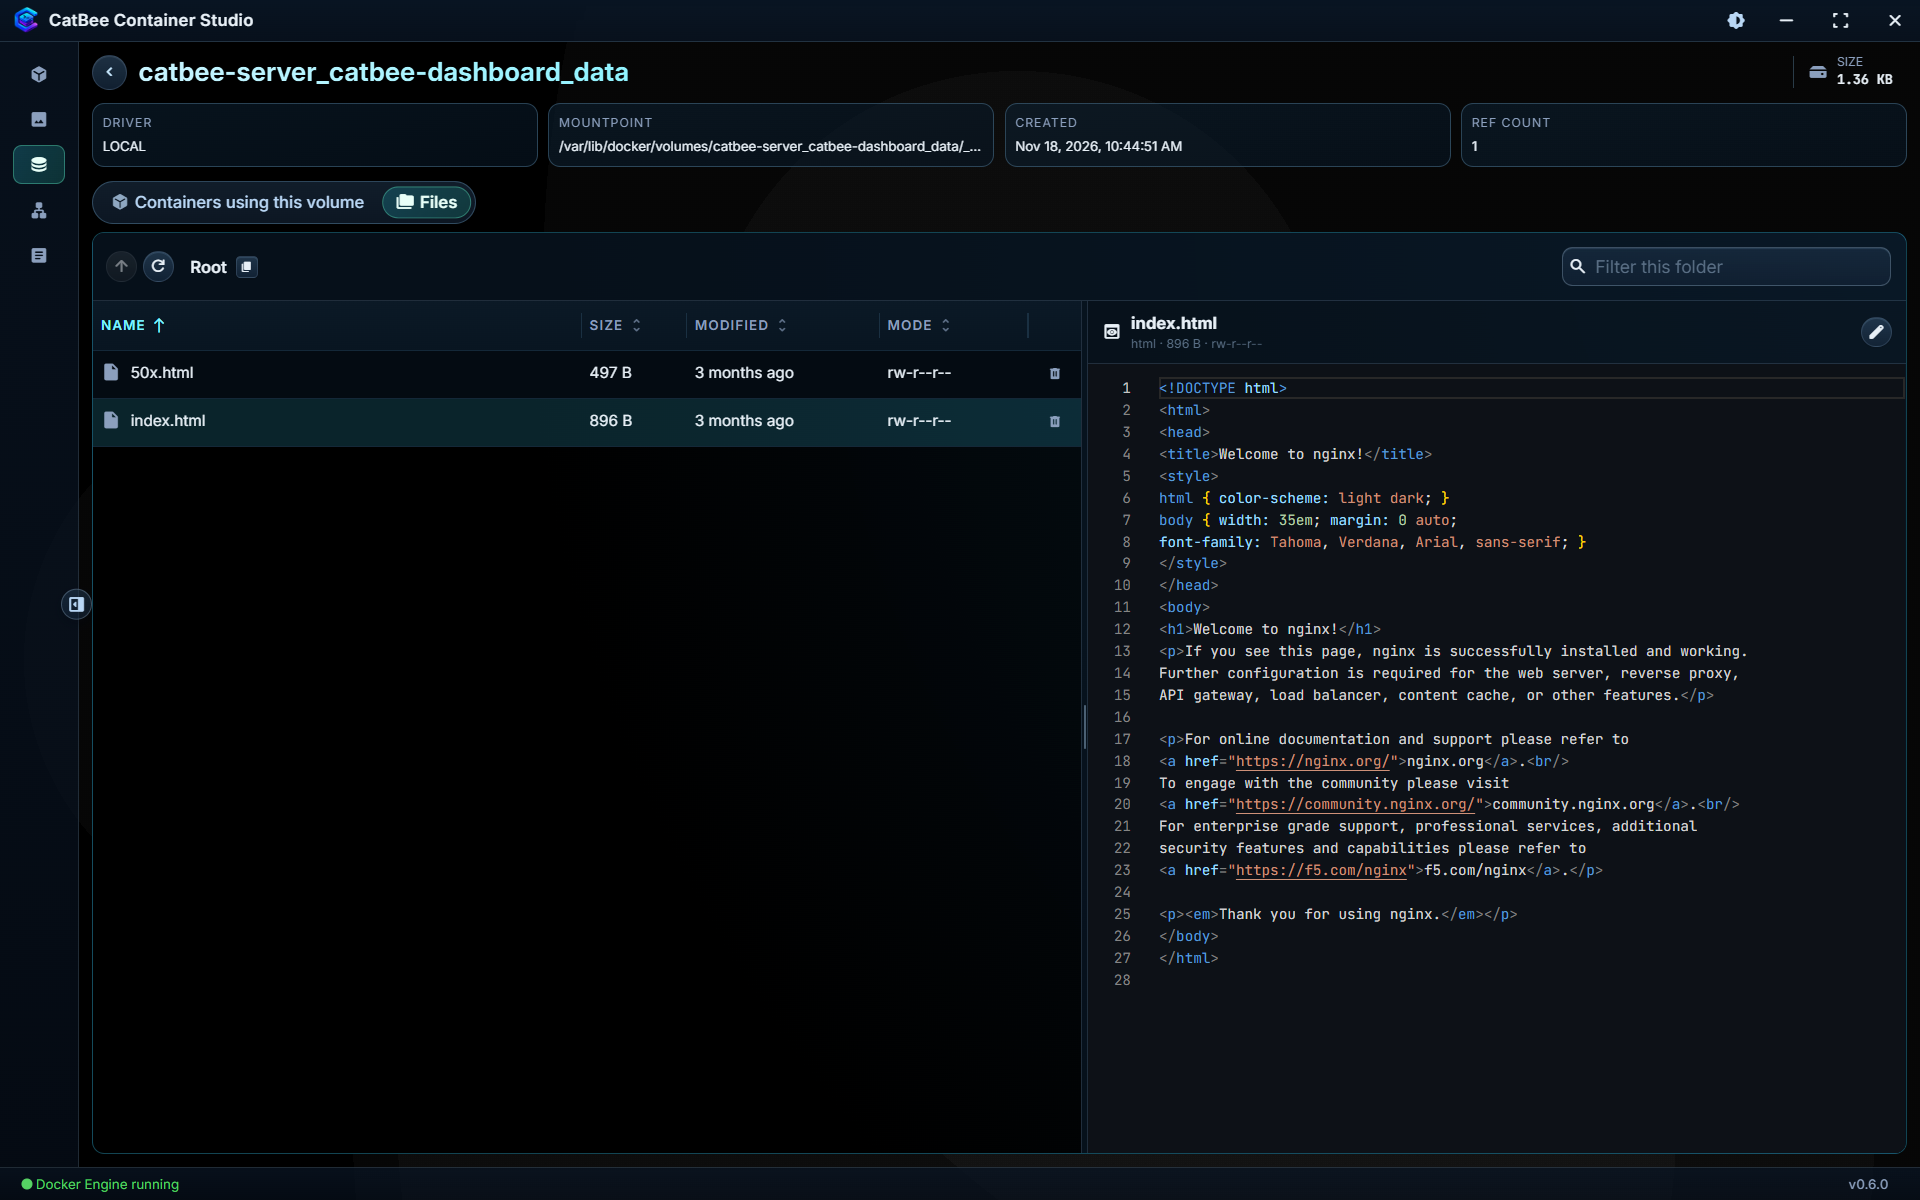 CatBee Container Studio
catbee-server_catbee-dashboard_data
SIZE
1.36 KB
DRIVER
LOCAL
MOUNTPOINT
/var/lib/docker/volumes/catbee-server_catbee-dashboard_data/_...
CREATED
Nov 18, 2026, 10:44:51 AM
REF COUNT
1
Containers using this volume
Files
Root
Filter this folder
NAME SIZE MODIFIED MODE
50x.html 497 B 3 months ago rw-r--r--
index.html 896 B 3 months ago rw-r--r--
index.html
html · 896 B · rw-r--r--
1 <!DOCTYPE html>
2 <html>
3 <head>
4 <title>Welcome to nginx!</title>
5 <style>
6 html { color-scheme: light dark; }
7 body { width: 35em; margin: 0 auto;
8 font-family: Tahoma, Verdana, Arial, sans-serif; }
9 </style>
10 </head>
11 <body>
12 <h1>Welcome to nginx!</h1>
13 <p>If you see this page, nginx is successfully installed and working.
14 Further configuration is required for the web server, reverse proxy,
15 API gateway, load balancer, content cache, or other features.</p>
16
17 <p>For online documentation and support please refer to
18 <a href="https://nginx.org/">nginx.org</a>.<br/>
19 To engage with the community please visit
20 <a href="https://community.nginx.org/">community.nginx.org</a>.<br/>
21 For enterprise grade support, professional services, additional
22 security features and capabilities please refer to
23 <a href="https://f5.com/nginx">f5.com/nginx</a>.</p>
24
25 <p><em>Thank you for using nginx.</em></p>
26 </body>
27 </html>
28
Docker Engine running
v0.6.0